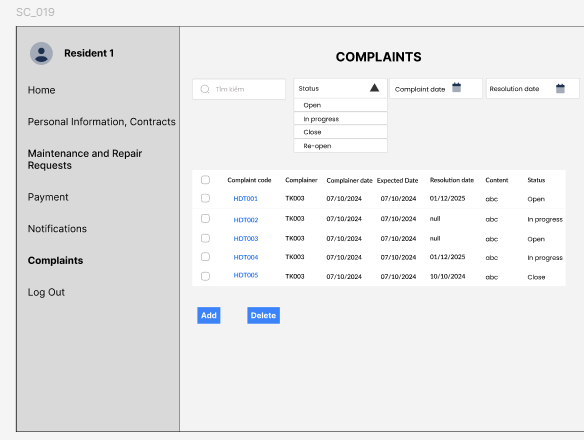 SC_019
Resident 1
Home
Personal Information, Contracts
Maintenance and Repair
Requests
Payment
Notifications
Complaints
Log Out
COMPLAINTS
Tìm kiếm
Status
Complaint date
Resolution date
Open
In progress
Close
Re-open
Complaint code Complainer Complainer date Expected Date Resolution date Content Status
HDT001 TK003 07/10/2024 07/10/2024 01/12/2025 abc Open
HDT002 TK003 07/10/2024 07/10/2024 null abc In progress
HDT003 TK003 07/10/2024 07/10/2024 null abc Open
HDT004 TK003 07/10/2024 07/10/2024 01/12/2025 abc In progress
HDT005 TK003 07/10/2024 07/10/2024 10/10/2024 abc Close
Add Delete